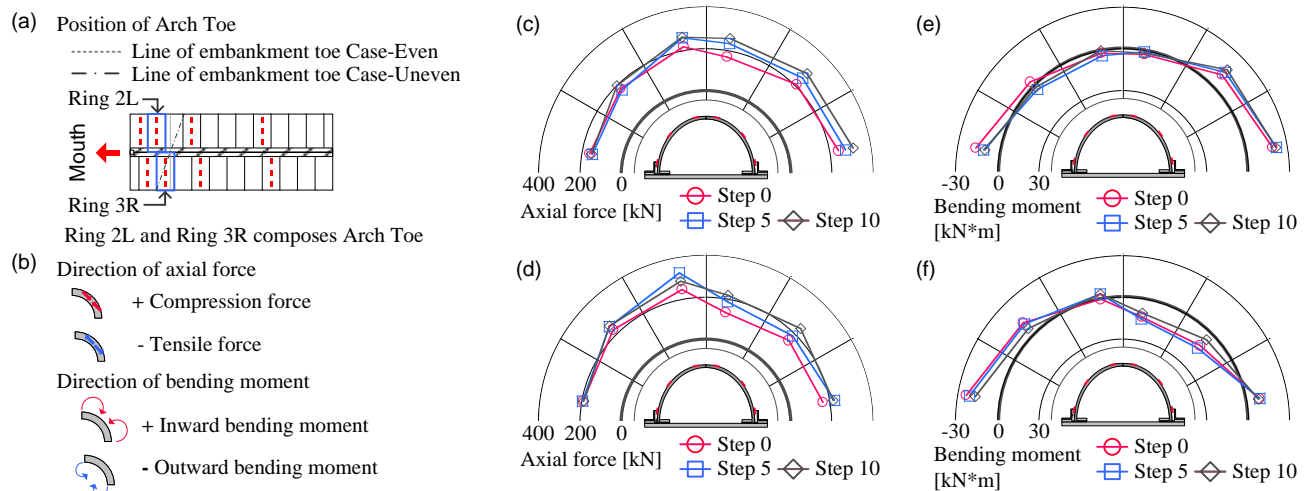 (a)
Position of Arch Toe
Line of embankment toe Case-Even
Line of embankment toe Case-Uneven
Ring 2L
Mouth
Ring 3R
Ring 2L and Ring 3R composes Arch Toe
(b)
Direction of axial force
+ Compression force
- Tensile force
Direction of bending moment
+ Inward bending moment
- Outward bending moment
(c)
400 200 0
Axial force [kN]
Step 0
Step 5 Step 10
(d)
400 200 0
Axial force [kN]
Step 0
Step 5 Step 10
(e)
-30 0 30
Bending moment
[kN*m]
Step 0
Step 5 Step 10
(f)
-30 0 30
Bending moment
[kN*m]
Step 0
Step 5 Step 10